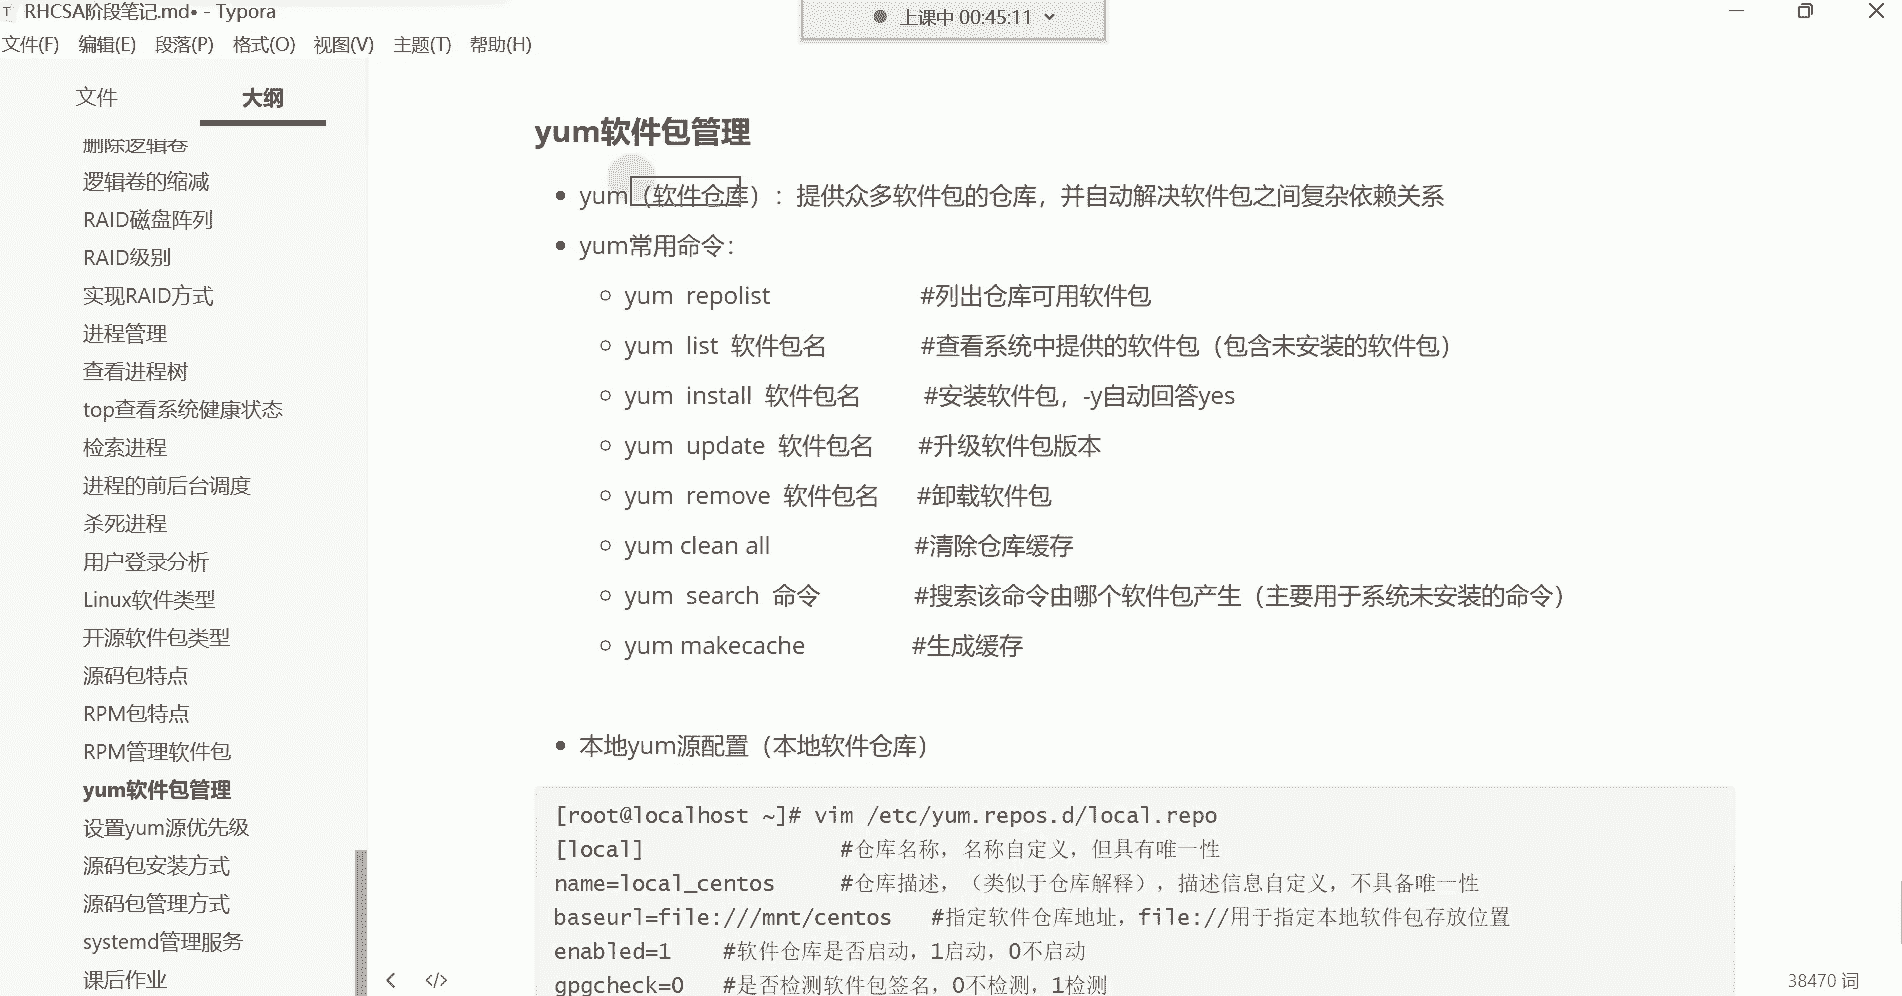 RHCSA阶段笔记.md• - Typora
上课中 00:45:11
文件(F) 编辑(E) 段落(P) 格式(O) 视图(V) 主题(T) 帮助(H)
文件 大纲
删除逻辑卷
逻辑卷的缩减
RAID磁盘阵列
RAID级别
实现RAID方式
进程管理
查看进程树
top查看系统健康状态
检索进程
进程的前后台调度
杀死进程
用户登录分析
Linux软件类型
开源软件包类型
源码包特点
RPM包特点
RPM管理软件包
yum软件包管理
设置yum源优先级
源码包安装方式
源码包管理方式
systemd管理服务
课后作业
yum软件包管理
yum（软件仓库）：提供众多软件包的仓库，并自动解决软件包之间复杂依赖关系
yum常用命令：
yum repolist #列出仓库可用软件包
yum list 软件包名 #查看系统中提供的软件包（包含未安装的软件包）
yum install 软件包名 #安装软件包，-y自动回答yes
yum update 软件包名 #升级软件包版本
yum remove 软件包名 #卸载软件包
yum clean all #清除仓库缓存
yum search 命令 #搜索该命令由哪个软件包产生（主要用于系统未安装的命令）
yum makecache #生成缓存
本地yum源配置（本地软件仓库）
[root@localhost ~]# vim /etc/yum.repos.d/local.repo
[local] #仓库名称，名称自定义，但具有唯一性
name=local_centos #仓库描述，（类似于仓库解释），描述信息自定义，不具备唯一性
baseurl=file:///mnt/centos #指定软件仓库地址，file://用于指定本地软件包存放位置
enabled=1 #软件仓库是否启动，1启动，0不启动
gpgcheck=0 #是否检测软件包签名，0不检测，1检测
38470 词